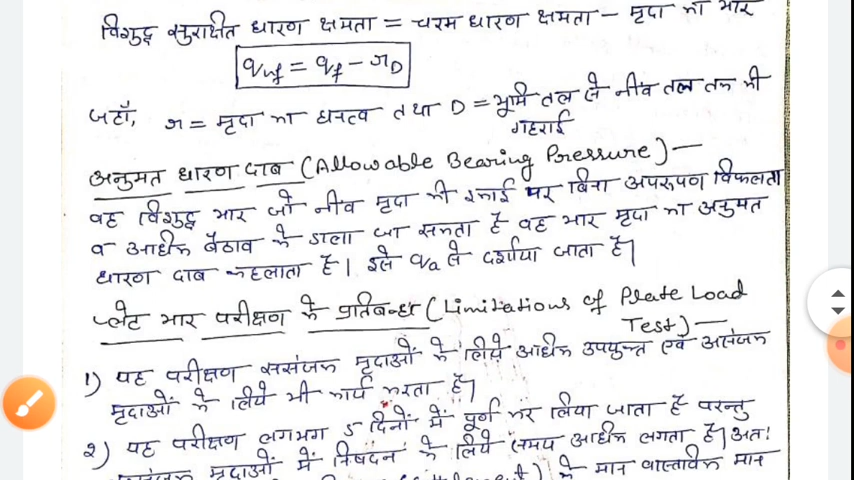 विशुद्ध सुरक्षित धारण क्षमता = चरम धारण क्षमता - मृदा का भार
qnf = qf - γD
जहाँ, γ = मृदा का घनत्व तथा D = भूमि तल से नींव तल तक की
गहराई
अनुमत धारण दाब (Allowable Bearing Pressure) —
वह विशुद्ध भार जो नींव मृदा की इकाई पर बिना अपरूपण विफलता
व अधिक बैठाव के डाला जा सकता है वह भार मृदा का अनुमत
धारण दाब कहलाता है। इसे qa से दर्शाया जाता है।
प्लेट भार परीक्षण के प्रतिबन्ध (Limitations of Plate Load
Test) —
1) यह परीक्षण ससंजक मृदाओं के लिये अधिक उपयुक्त एवं असंजक
मृदाओं के लिये भी कार्य करता है।
2) यह परीक्षण लगभग 5 दिनों में पूर्ण कर लिया जाता है परन्तु
मृदाओं में निषदन के लिये समय अधिक लगता है। अतः
के मान वास्तविक मान